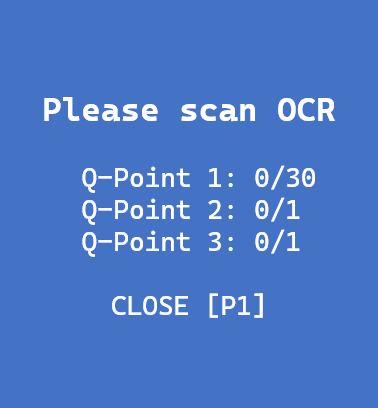 Please scan OCR
Q-Point 1: 0/30
Q-Point 2: 0/1
Q-Point 3: 0/1
CLOSE [P1]